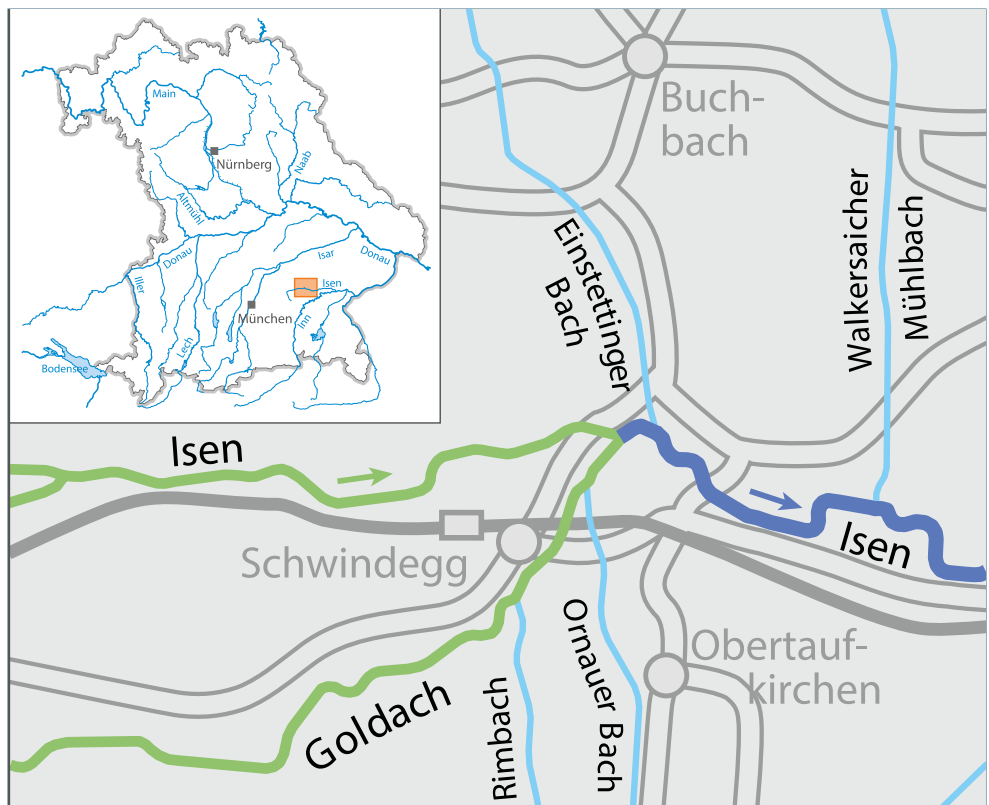 Main
Nürnberg
Naab
Altmühl
Donau
Isar
Donau
Iller
Isen
München
Inn
Lech
Bodensee
Buch-
bach
Einstettinger
Bach
Walkersaicher
Mühlbach
Isen
Isen
Schwindegg
Goldach
Rimbach
Ornauer Bach
Obertauf-
kirchen